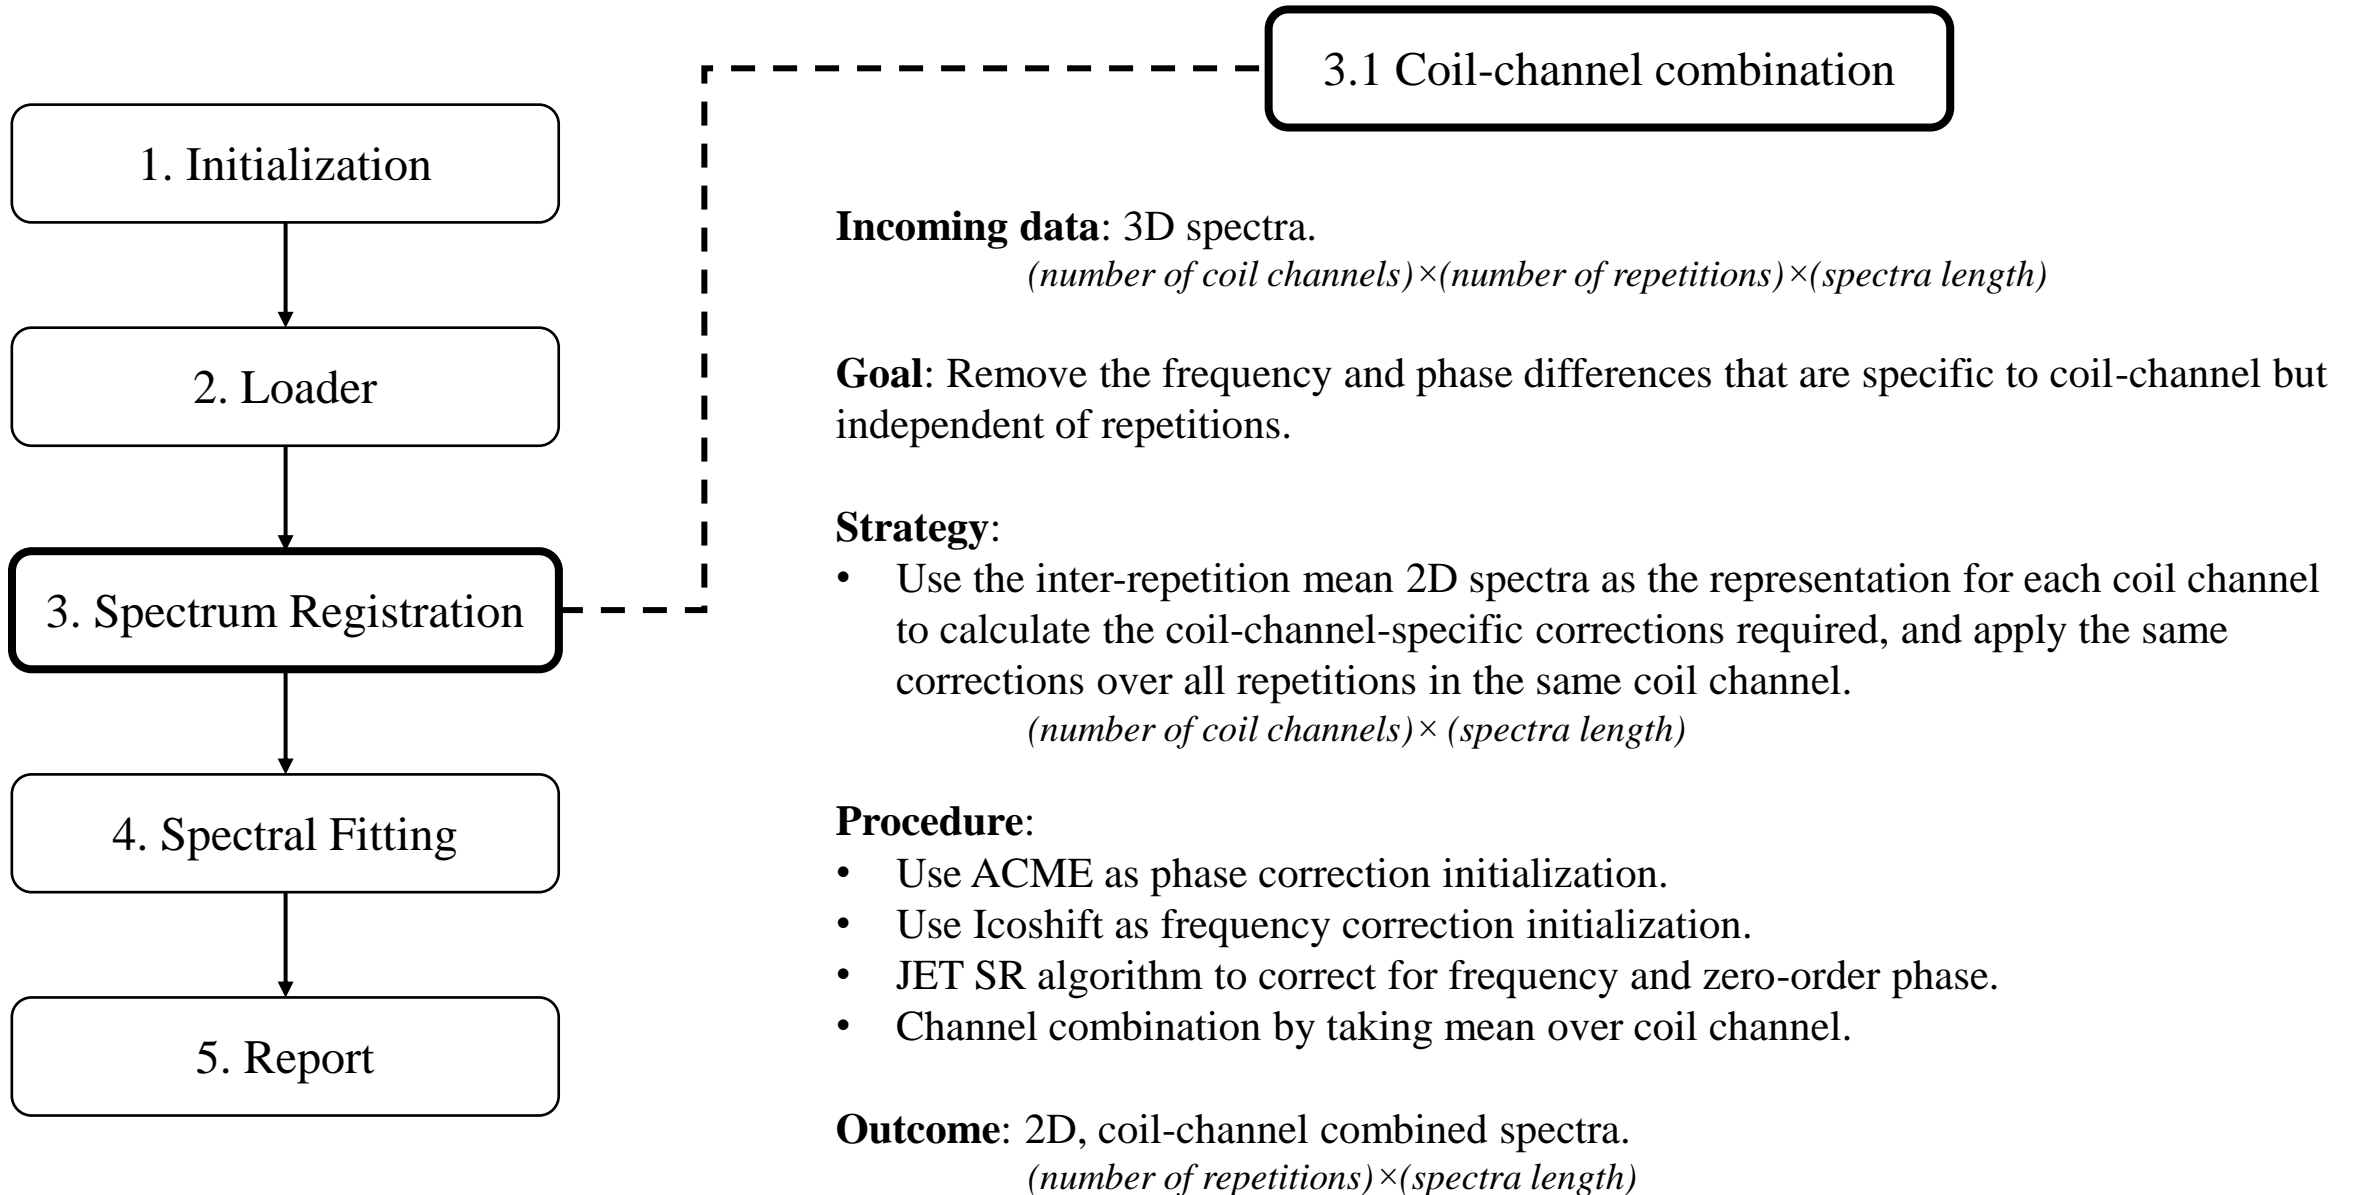 1. Initialization
2. Loader
3. Spectrum Registration
4. Spectral Fitting
5. Report
3.1 Coil-channel combination
Incoming data: 3D spectra.
(number of coil channels)×(number of repetitions)×(spectra length)
Goal: Remove the frequency and phase differences that are specific to coil-channel but
independent of repetitions.
Strategy:
• Use the inter-repetition mean 2D spectra as the representation for each coil channel
to calculate the coil-channel-specific corrections required, and apply the same
corrections over all repetitions in the same coil channel.
(number of coil channels)× (spectra length)
Procedure:
• Use ACME as phase correction initialization.
• Use Icoshift as frequency correction initialization.
• JET SR algorithm to correct for frequency and zero-order phase.
• Channel combination by taking mean over coil channel.
Outcome: 2D, coil-channel combined spectra.
(number of repetitions)×(spectra length)